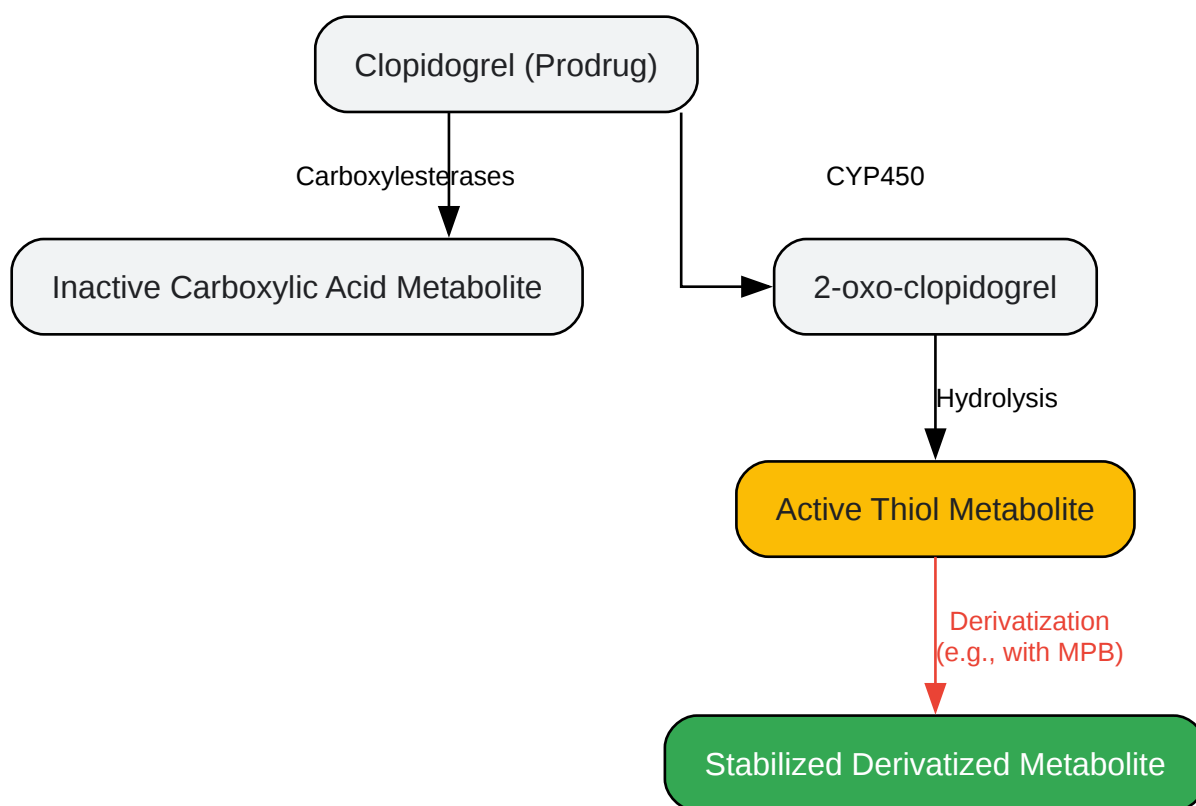 Clopidogrel (Prodrug)
Carboxylesterases
CYP450
Inactive Carboxylic Acid Metabolite
2-oxo-clopidogrel
Hydrolysis
Active Thiol Metabolite
Derivatization
(e.g., with MPB)
Stabilized Derivatized Metabolite